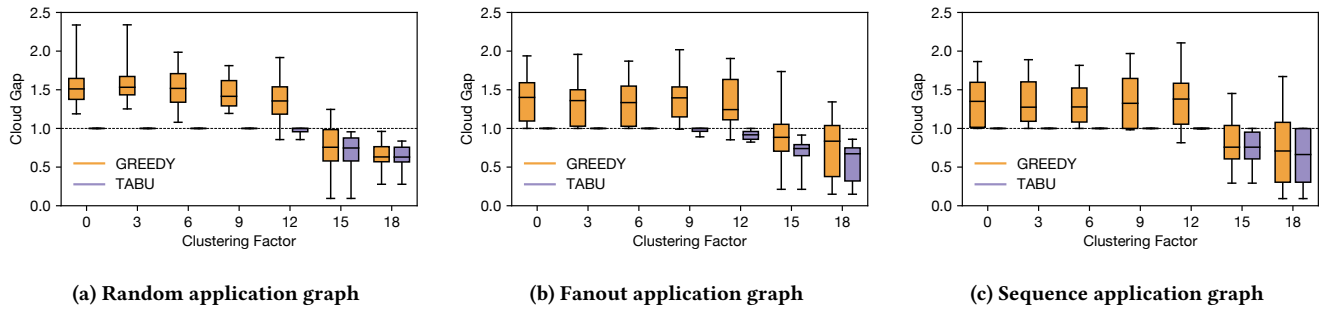 2.5
2.0
1.5
1.0
0.5
0.0
Cloud Gap
GREEDY
TABU
0 3 6 9 12 15 18
Clustering Factor
(a) Random application graph
2.5
2.0
1.5
1.0
0.5
0.0
Cloud Gap
GREEDY
TABU
0 3 6 9 12 15 18
Clustering Factor
(b) Fanout application graph
2.5
2.0
1.5
1.0
0.5
0.0
Cloud Gap
GREEDY
TABU
0 3 6 9 12 15 18
Clustering Factor
(c) Sequence application graph